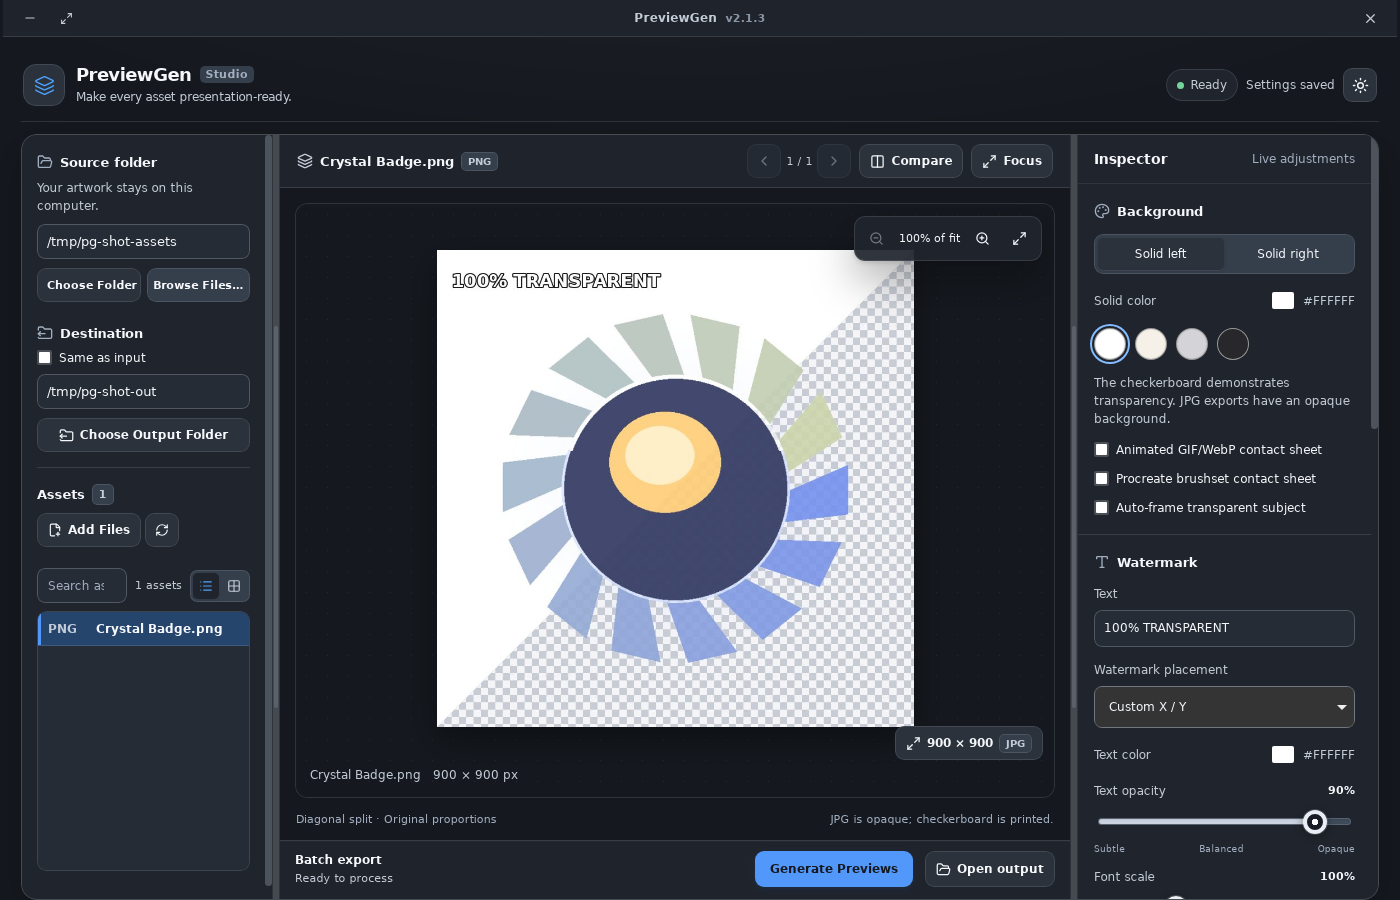 PreviewGen v2.1.3
PreviewGen Studio
Make every asset presentation-ready.
Ready
Settings saved
Source folder
Your artwork stays on this
computer.
/tmp/pg-shot-assets
Choose Folder
Browse Files…
Destination
Same as input
/tmp/pg-shot-out
Choose Output Folder
Assets 1
Add Files
Search as
1 assets
PNG Crystal Badge.png
Crystal Badge.png PNG
1 / 1
Compare
Focus
100% of fit
100% TRANSPARENT
900 × 900 JPG
Crystal Badge.png 900 × 900 px
Diagonal split · Original proportions
JPG is opaque; checkerboard is printed.
Batch export
Ready to process
Generate Previews
Open output
Inspector
Live adjustments
Background
Solid left
Solid right
Solid color
#FFFFFF
The checkerboard demonstrates
transparency. JPG exports have an opaque
background.
Animated GIF/WebP contact sheet
Procreate brushset contact sheet
Auto-frame transparent subject
Watermark
Text
100% TRANSPARENT
Watermark placement
Custom X / Y
Text color
#FFFFFF
Text opacity
90%
Subtle
Balanced
Opaque
Font scale
100%